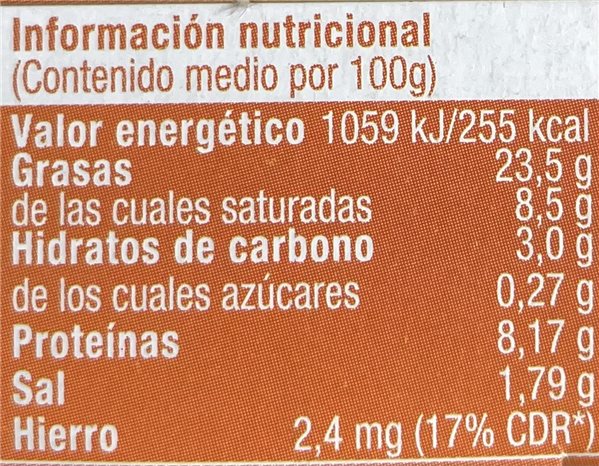 Información nutricional
(Contenido medio por 100g)
Valor energético 1059 kJ/255 kcal
Grasas 23,5 g
de las cuales saturadas 8,5 g
Hidratos de carbono 3,0 g
de los cuales azúcares 0,27 g
Proteínas 8,17 g
Sal 1,79 g
Hierro 2,4 mg (17% CDR*)